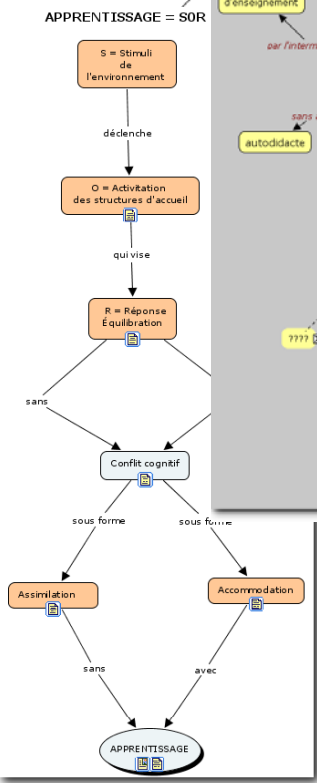 APPRENTISSAGE = SOR
d'enseignement
S = Stimuli
de
l'environnement
par l'interm
déclenche
sans
autodidacte
O = Activitation
des structures d'accueil
qui vise
R = Réponse
Équilibration
????
sans
Conflit cognitif
sous forme
sous forme
Assimilation
Accommodation
sans
avec
APPRENTISSAGE